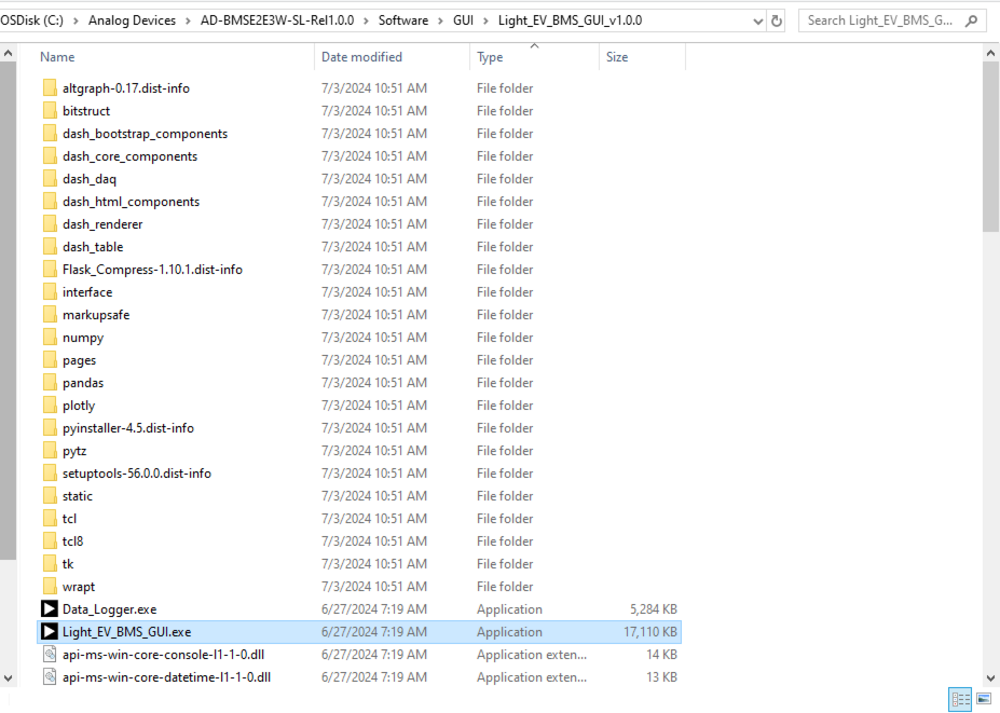 OSDisk (C:) › Analog Devices › AD-BMSE2E3W-SL-Rel1.0.0 › Software › GUI › Light_EV_BMS_GUI_v1.0.0 Search Light_EV_BMS_G...
Name Date modified Type Size
altgraph-0.17.dist-info 7/3/2024 10:51 AM File folder
bitstruct 7/3/2024 10:51 AM File folder
dash_bootstrap_components 7/3/2024 10:51 AM File folder
dash_core_components 7/3/2024 10:51 AM File folder
dash_daq 7/3/2024 10:51 AM File folder
dash_html_components 7/3/2024 10:51 AM File folder
dash_renderer 7/3/2024 10:51 AM File folder
dash_table 7/3/2024 10:51 AM File folder
Flask_Compress-1.10.1.dist-info 7/3/2024 10:51 AM File folder
interface 7/3/2024 10:51 AM File folder
markupsafe 7/3/2024 10:51 AM File folder
numpy 7/3/2024 10:51 AM File folder
pages 7/3/2024 10:51 AM File folder
pandas 7/3/2024 10:51 AM File folder
plotly 7/3/2024 10:51 AM File folder
pyinstaller-4.5.dist-info 7/3/2024 10:51 AM File folder
pytz 7/3/2024 10:51 AM File folder
setuptools-56.0.0.dist-info 7/3/2024 10:51 AM File folder
static 7/3/2024 10:51 AM File folder
tcl 7/3/2024 10:51 AM File folder
tcl8 7/3/2024 10:51 AM File folder
tk 7/3/2024 10:51 AM File folder
wrapt 7/3/2024 10:51 AM File folder
Data_Logger.exe 6/27/2024 7:19 AM Application 5,284 KB
Light_EV_BMS_GUI.exe 6/27/2024 7:19 AM Application 17,110 KB
api-ms-win-core-console-l1-1-0.dll 6/27/2024 7:19 AM Application exten... 14 KB
api-ms-win-core-datetime-l1-1-0.dll 6/27/2024 7:19 AM Application exten... 13 KB